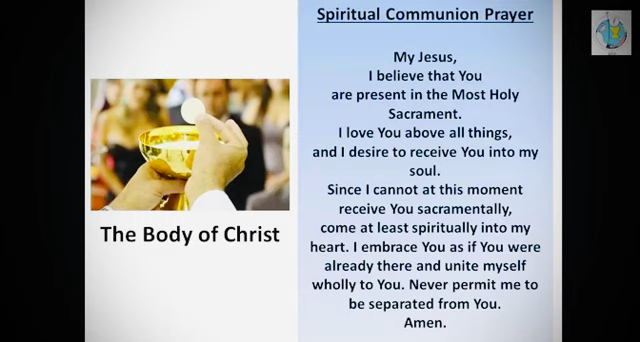 Spiritual Communion Prayer
My Jesus,
I believe that You
are present in the Most Holy
Sacrament.
I love You above all things,
and I desire to receive You into my
soul.
Since I cannot at this moment
receive You sacramentally,
come at least spiritually into my
heart. I embrace You as if You were
already there and unite myself
wholly to You. Never permit me to
be separated from You.
Amen.
The Body of Christ